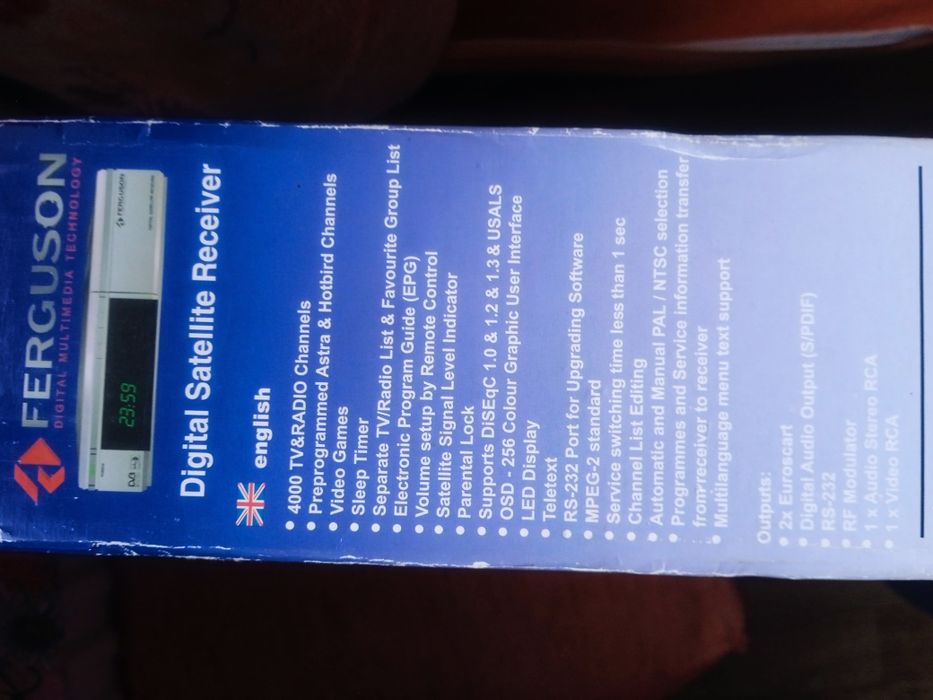 FERGUSON
DIGITAL MULTIMEDIA TECHNOLOGY
FERGUSON
23:59
DVB
Digital Satellite Receiver
english
• 4000 TV&RADIO Channels
• Preprogrammed Astra & Hotbird Channels
• Video Games
• Sleep Timer
• Separate TV/Radio List & Favourite Group List
• Electronic Program Guide (EPG)
• Volume setup by Remote Control
• Satellite Signal Level Indicator
• Parental Lock
• Supports DiSEqC 1.0 & 1.2 & 1.3 & USALS
• OSD - 256 Colour Graphic User Interface
• LED Display
• Teletext
• RS-232 Port for Upgrading Software
• MPEG-2 standard
• Service switching time less than 1 sec
• Channel List Editing
• Automatic and Manual PAL / NTSC selection
• Programmes and Service information transfer
fromrreceiver to receiver
• Multilanguage menu text support
Outputs:
• 2x Euroscart
• Digital Audio Output (S/PDIF)
• RS-232
• RF Modulator
• 1 x Audio Stereo RCA
• 1 x Video RCA